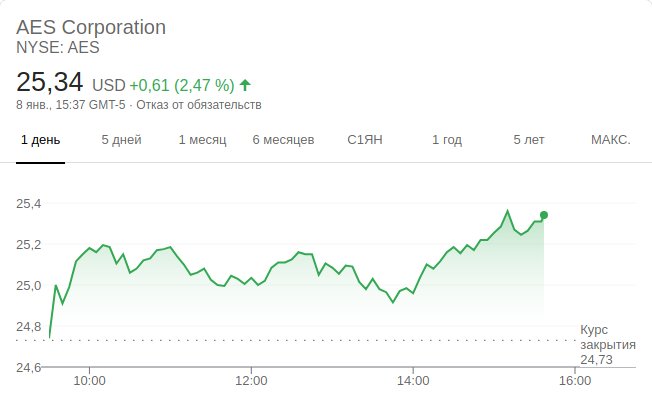 AES Corporation
NYSE: AES
25,34 USD +0,61 (2,47 %)
8 янв., 15:37 GMT-5 · Отказ от обязательств
1 день 5 дней 1 месяц 6 месяцев С1ЯН 1 год 5 лет МАКС.
25,4
25,2
25,0
24,8
Курс
закрытия
24,73
24,6
10:00 12:00 14:00 16:00